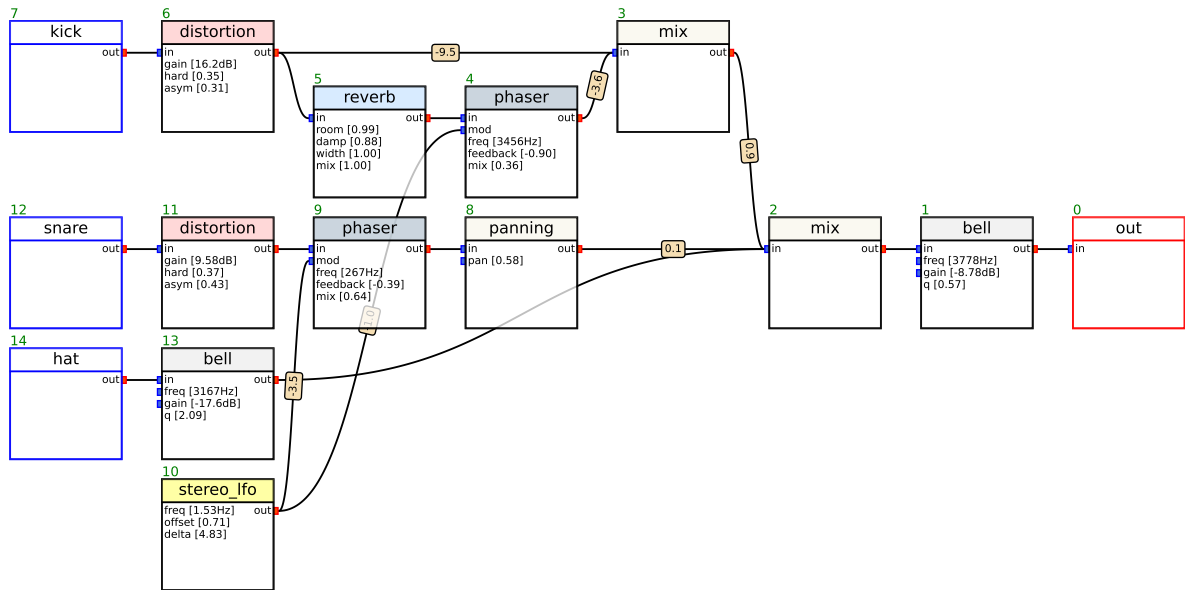 7
kick
out
6
distortion
in out
gain [16.2dB]
hard [0.35]
asym [0.31]
-9.5
5
reverb
in out
room [0.99]
damp [0.88]
width [1.00]
mix [1.00]
4
phaser
in out
mod
freq [3456Hz]
feedback [-0.90]
mix [0.36]
-3.6
3
mix
in out
0.9
12
snare
out
11
distortion
in out
gain [9.58dB]
hard [0.37]
asym [0.43]
9
phaser
in out
mod
freq [267Hz]
feedback [-0.39]
mix [0.64]
8
panning
in out
pan [0.58]
0.1
2
mix
in out
1
bell
in out
freq [3778Hz]
gain [-8.78dB]
q [0.57]
0
out
in
14
hat
out
13
bell
in out
freq [3167Hz]
gain [-17.6dB]
q [2.09]
-3.5
10
stereo_lfo
freq [1.53Hz] out
offset [0.71]
delta [4.83]